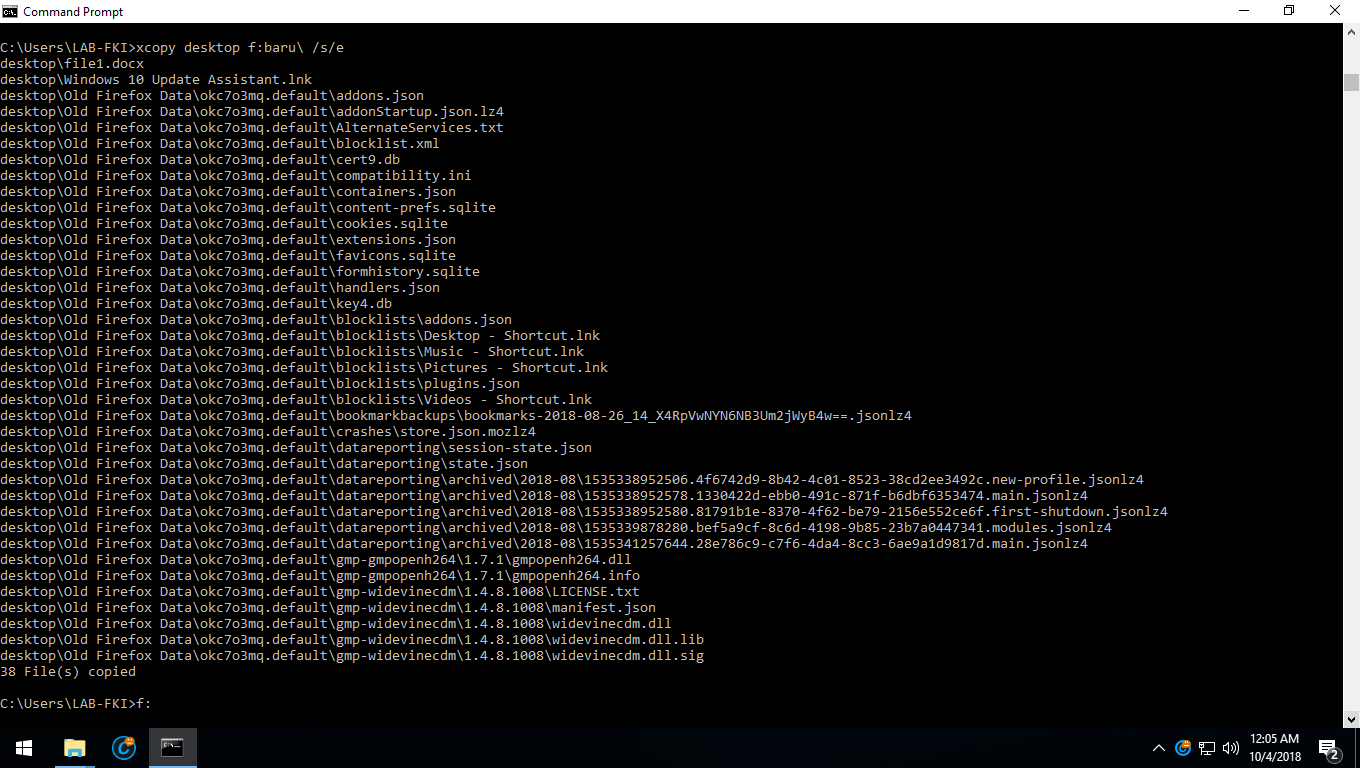 Command Prompt
C:\Users\LAB-FKI>xcopy desktop f:baru\ /s/e
desktop\file1.docx
desktop\Windows 10 Update Assistant.lnk
desktop\Old Firefox Data\okc7o3mq.default\addons.json
desktop\Old Firefox Data\okc7o3mq.default\addonStartup.json.lz4
desktop\Old Firefox Data\okc7o3mq.default\AlternateServices.txt
desktop\Old Firefox Data\okc7o3mq.default\blocklist.xml
desktop\Old Firefox Data\okc7o3mq.default\cert9.db
desktop\Old Firefox Data\okc7o3mq.default\compatibility.ini
desktop\Old Firefox Data\okc7o3mq.default\containers.json
desktop\Old Firefox Data\okc7o3mq.default\content-prefs.sqlite
desktop\Old Firefox Data\okc7o3mq.default\cookies.sqlite
desktop\Old Firefox Data\okc7o3mq.default\extensions.json
desktop\Old Firefox Data\okc7o3mq.default\favicons.sqlite
desktop\Old Firefox Data\okc7o3mq.default\formhistory.sqlite
desktop\Old Firefox Data\okc7o3mq.default\handlers.json
desktop\Old Firefox Data\okc7o3mq.default\key4.db
desktop\Old Firefox Data\okc7o3mq.default\blocklists\addons.json
desktop\Old Firefox Data\okc7o3mq.default\blocklists\Desktop - Shortcut.lnk
desktop\Old Firefox Data\okc7o3mq.default\blocklists\Music - Shortcut.lnk
desktop\Old Firefox Data\okc7o3mq.default\blocklists\Pictures - Shortcut.lnk
desktop\Old Firefox Data\okc7o3mq.default\blocklists\plugins.json
desktop\Old Firefox Data\okc7o3mq.default\blocklists\Videos - Shortcut.lnk
desktop\Old Firefox Data\okc7o3mq.default\bookmarkbackups\bookmarks-2018-08-26_14_X4RpVwNYN6NB3Um2jWyB4w==.jsonlz4
desktop\Old Firefox Data\okc7o3mq.default\crashes\store.json.mozlz4
desktop\Old Firefox Data\okc7o3mq.default\datareporting\session-state.json
desktop\Old Firefox Data\okc7o3mq.default\datareporting\state.json
desktop\Old Firefox Data\okc7o3mq.default\datareporting\archived\2018-08\1535338952506.4f6742d9-8b42-4c01-8523-38cd2ee3492c.new-profile.jsonlz4
desktop\Old Firefox Data\okc7o3mq.default\datareporting\archived\2018-08\1535338952578.1330422d-ebb0-491c-871f-b6dbf6353474.main.jsonlz4
desktop\Old Firefox Data\okc7o3mq.default\datareporting\archived\2018-08\1535338952580.81791b1e-8370-4f62-be79-2156e552ce6f.first-shutdown.jsonlz4
desktop\Old Firefox Data\okc7o3mq.default\datareporting\archived\2018-08\1535339878280.bef5a9cf-8c6d-4198-9b85-23b7a0447341.modules.jsonlz4
desktop\Old Firefox Data\okc7o3mq.default\datareporting\archived\2018-08\1535341257644.28e786c9-c7f6-4da4-8cc3-6ae9a1d9817d.main.jsonlz4
desktop\Old Firefox Data\okc7o3mq.default\gmp-gmpopenh264\1.7.1\gmpopenh264.dll
desktop\Old Firefox Data\okc7o3mq.default\gmp-gmpopenh264\1.7.1\gmpopenh264.info
desktop\Old Firefox Data\okc7o3mq.default\gmp-widevinecdm\1.4.8.1008\LICENSE.txt
desktop\Old Firefox Data\okc7o3mq.default\gmp-widevinecdm\1.4.8.1008\manifest.json
desktop\Old Firefox Data\okc7o3mq.default\gmp-widevinecdm\1.4.8.1008\widevinecdm.dll
desktop\Old Firefox Data\okc7o3mq.default\gmp-widevinecdm\1.4.8.1008\widevinecdm.dll.lib
desktop\Old Firefox Data\okc7o3mq.default\gmp-widevinecdm\1.4.8.1008\widevinecdm.dll.sig
38 File(s) copied
C:\Users\LAB-FKI>f:
12:05 AM
10/4/2018
2